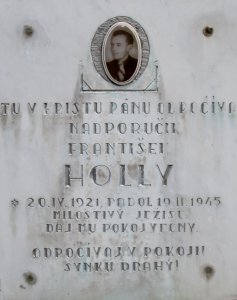 TU V KRISTU PÁNU ODPOČÍVÁ
NADPORUČÍK
FRANTIŠEK
HOLLY
* 20.IV.1921, PADOL 19.II.1945
MILOSTIVÝ JEZIŠU
DAJ MU POKOJ VEČNÝ.
ODPOČÍVAJ V POKOJI
SYNKU DRAHÝ!